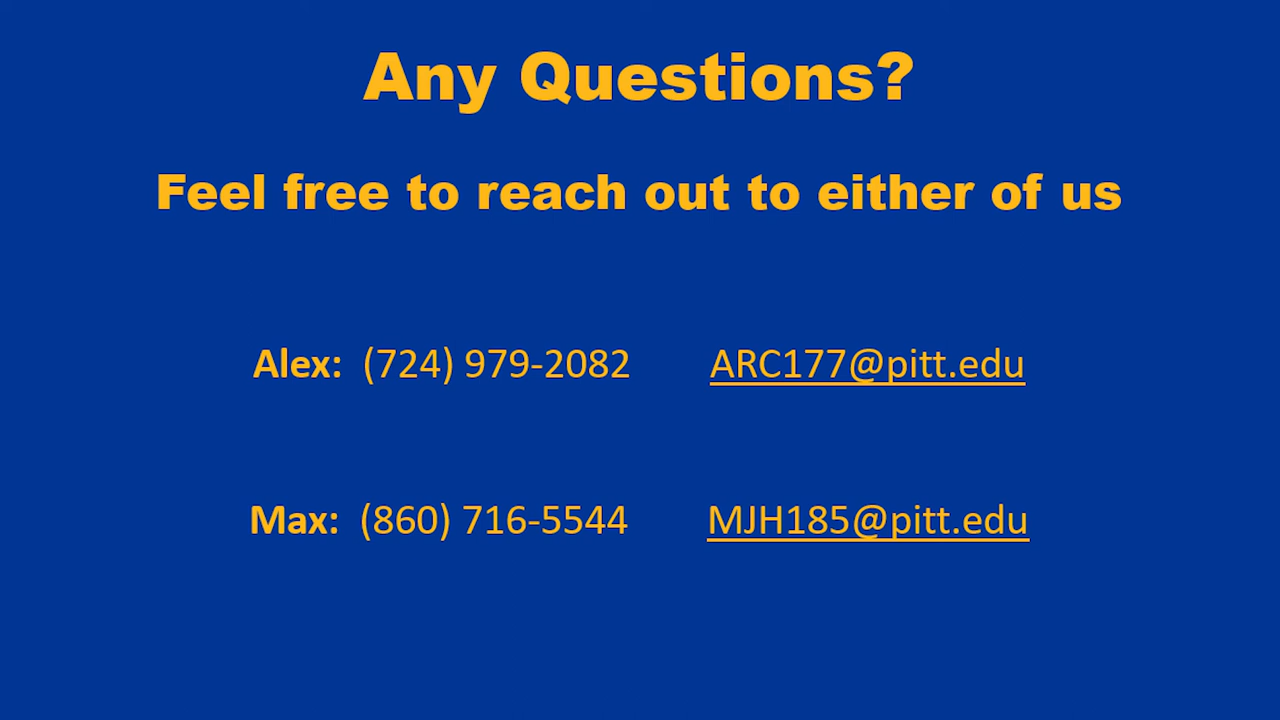 Any Questions?
Feel free to reach out to either of us
Alex: (724) 979-2082 ARC177@pitt.edu
Max: (860) 716-5544 MJH185@pitt.edu